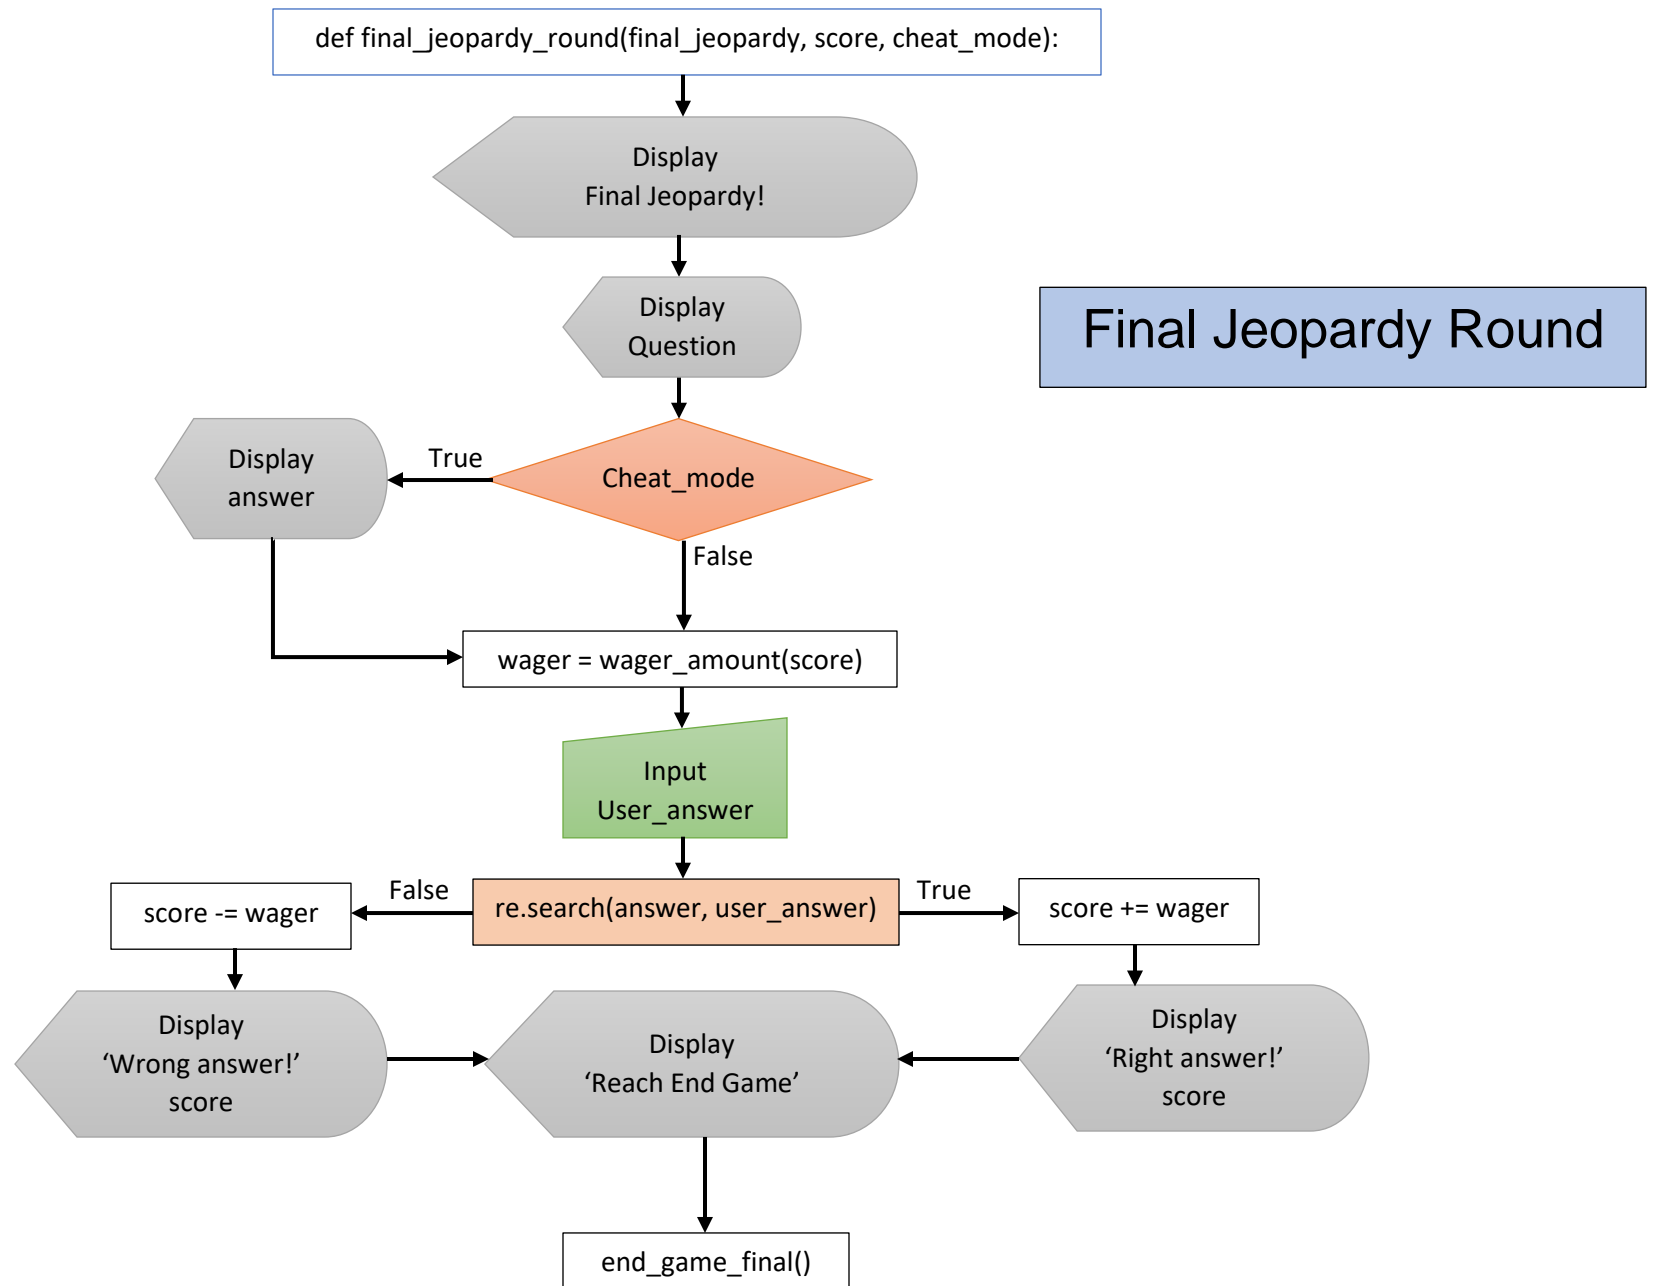 def final_jeopardy_round(final_jeopardy, score, cheat_mode):
Display
Final Jeopardy!
Display
Question
Final Jeopardy Round
Display
answer
True
Cheat_mode
False
wager = wager_amount(score)
Input
User_answer
score -= wager
False
re.search(answer, user_answer)
True
score += wager
Display
‘Wrong answer!’
score
Display
‘Reach End Game’
Display
‘Right answer!’
score
end_game_final()